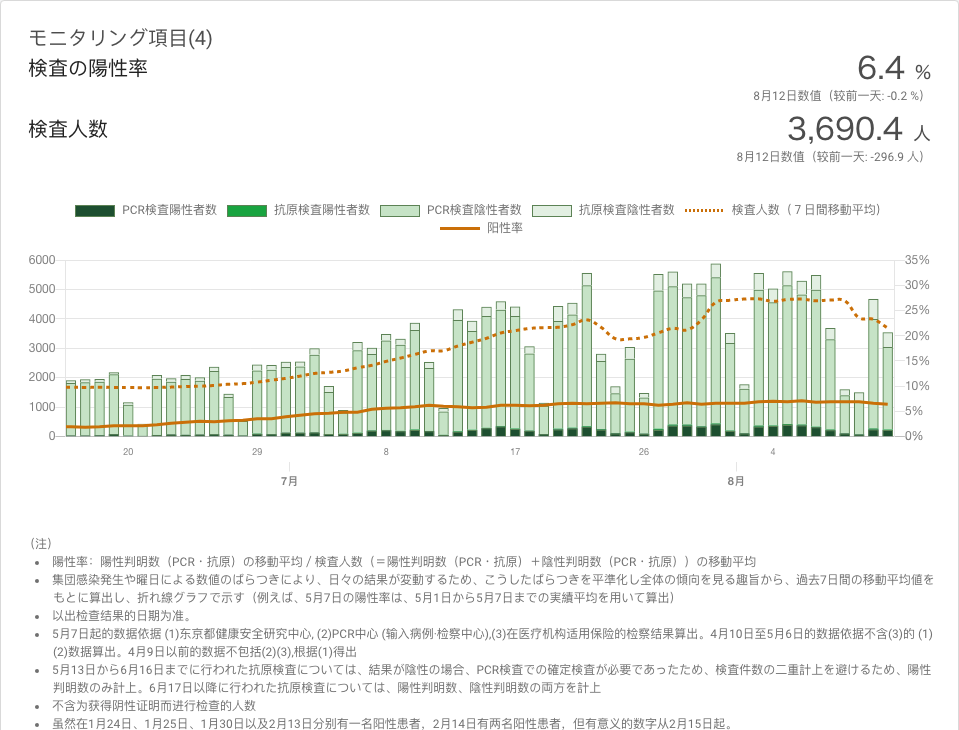 モニタリング項目(4)
検査の陽性率
6.4 %
8月12日数值（较前一天: -0.2 %）
検査人数
3,690.4 人
8月12日数值（较前一天: -296.9 人）
PCR検査陽性者数 抗原検査陽性者数 PCR検査陰性者数 抗原検査陰性者数 検査人数（７日間移動平均）
阳性率
6000 35%
5000 30%
4000 25%
3000 20%
2000 15%
1000 10%
0 5%
0%
20 29 8 17 26 4
7月 8月
（注）
陽性率：陽性判明数（PCR・抗原）の移動平均 / 検査人数（＝陽性判明数（PCR・抗原）＋陰性判明数（PCR・抗原））の移動平均
集団感染発生や曜日による数値のばらつきにより、日々の結果が変動するため、こうしたばらつきを平準化し全体の傾向を見る趣旨から、過去7日間の移動平均値を
もとに算出し、折れ線グラフで示す（例えば、5月7日の陽性率は、5月1日から5月7日までの実績平均を用いて算出）
以出检查结果的日期为准。
5月7日起的数据依据 (1)东京都健康安全研究中心, (2)PCR中心 (输入病例·检察中心),(3)在医疗机构适用保险的检察结果算出。4月10日至5月6日的数据依据不含(3)的 (1)
(2)数据算出。4月9日以前的数据不包括(2)(3),根据(1)得出
5月13日から6月16日までに行われた抗原検査については、結果が陰性の場合、PCR検査での確定検査が必要であったため、検査件数の二重計上を避けるため、陽性
判明数のみ計上。6月17日以降に行われた抗原検査については、陽性判明数、陰性判明数の両方を計上
不含为获得阴性证明而进行检查的人数
虽然在1月24日、1月25日、1月30日以及2月13日分别有一名阳性患者，2月14日有两名阳性患者，但有意义的数字从2月15日起。